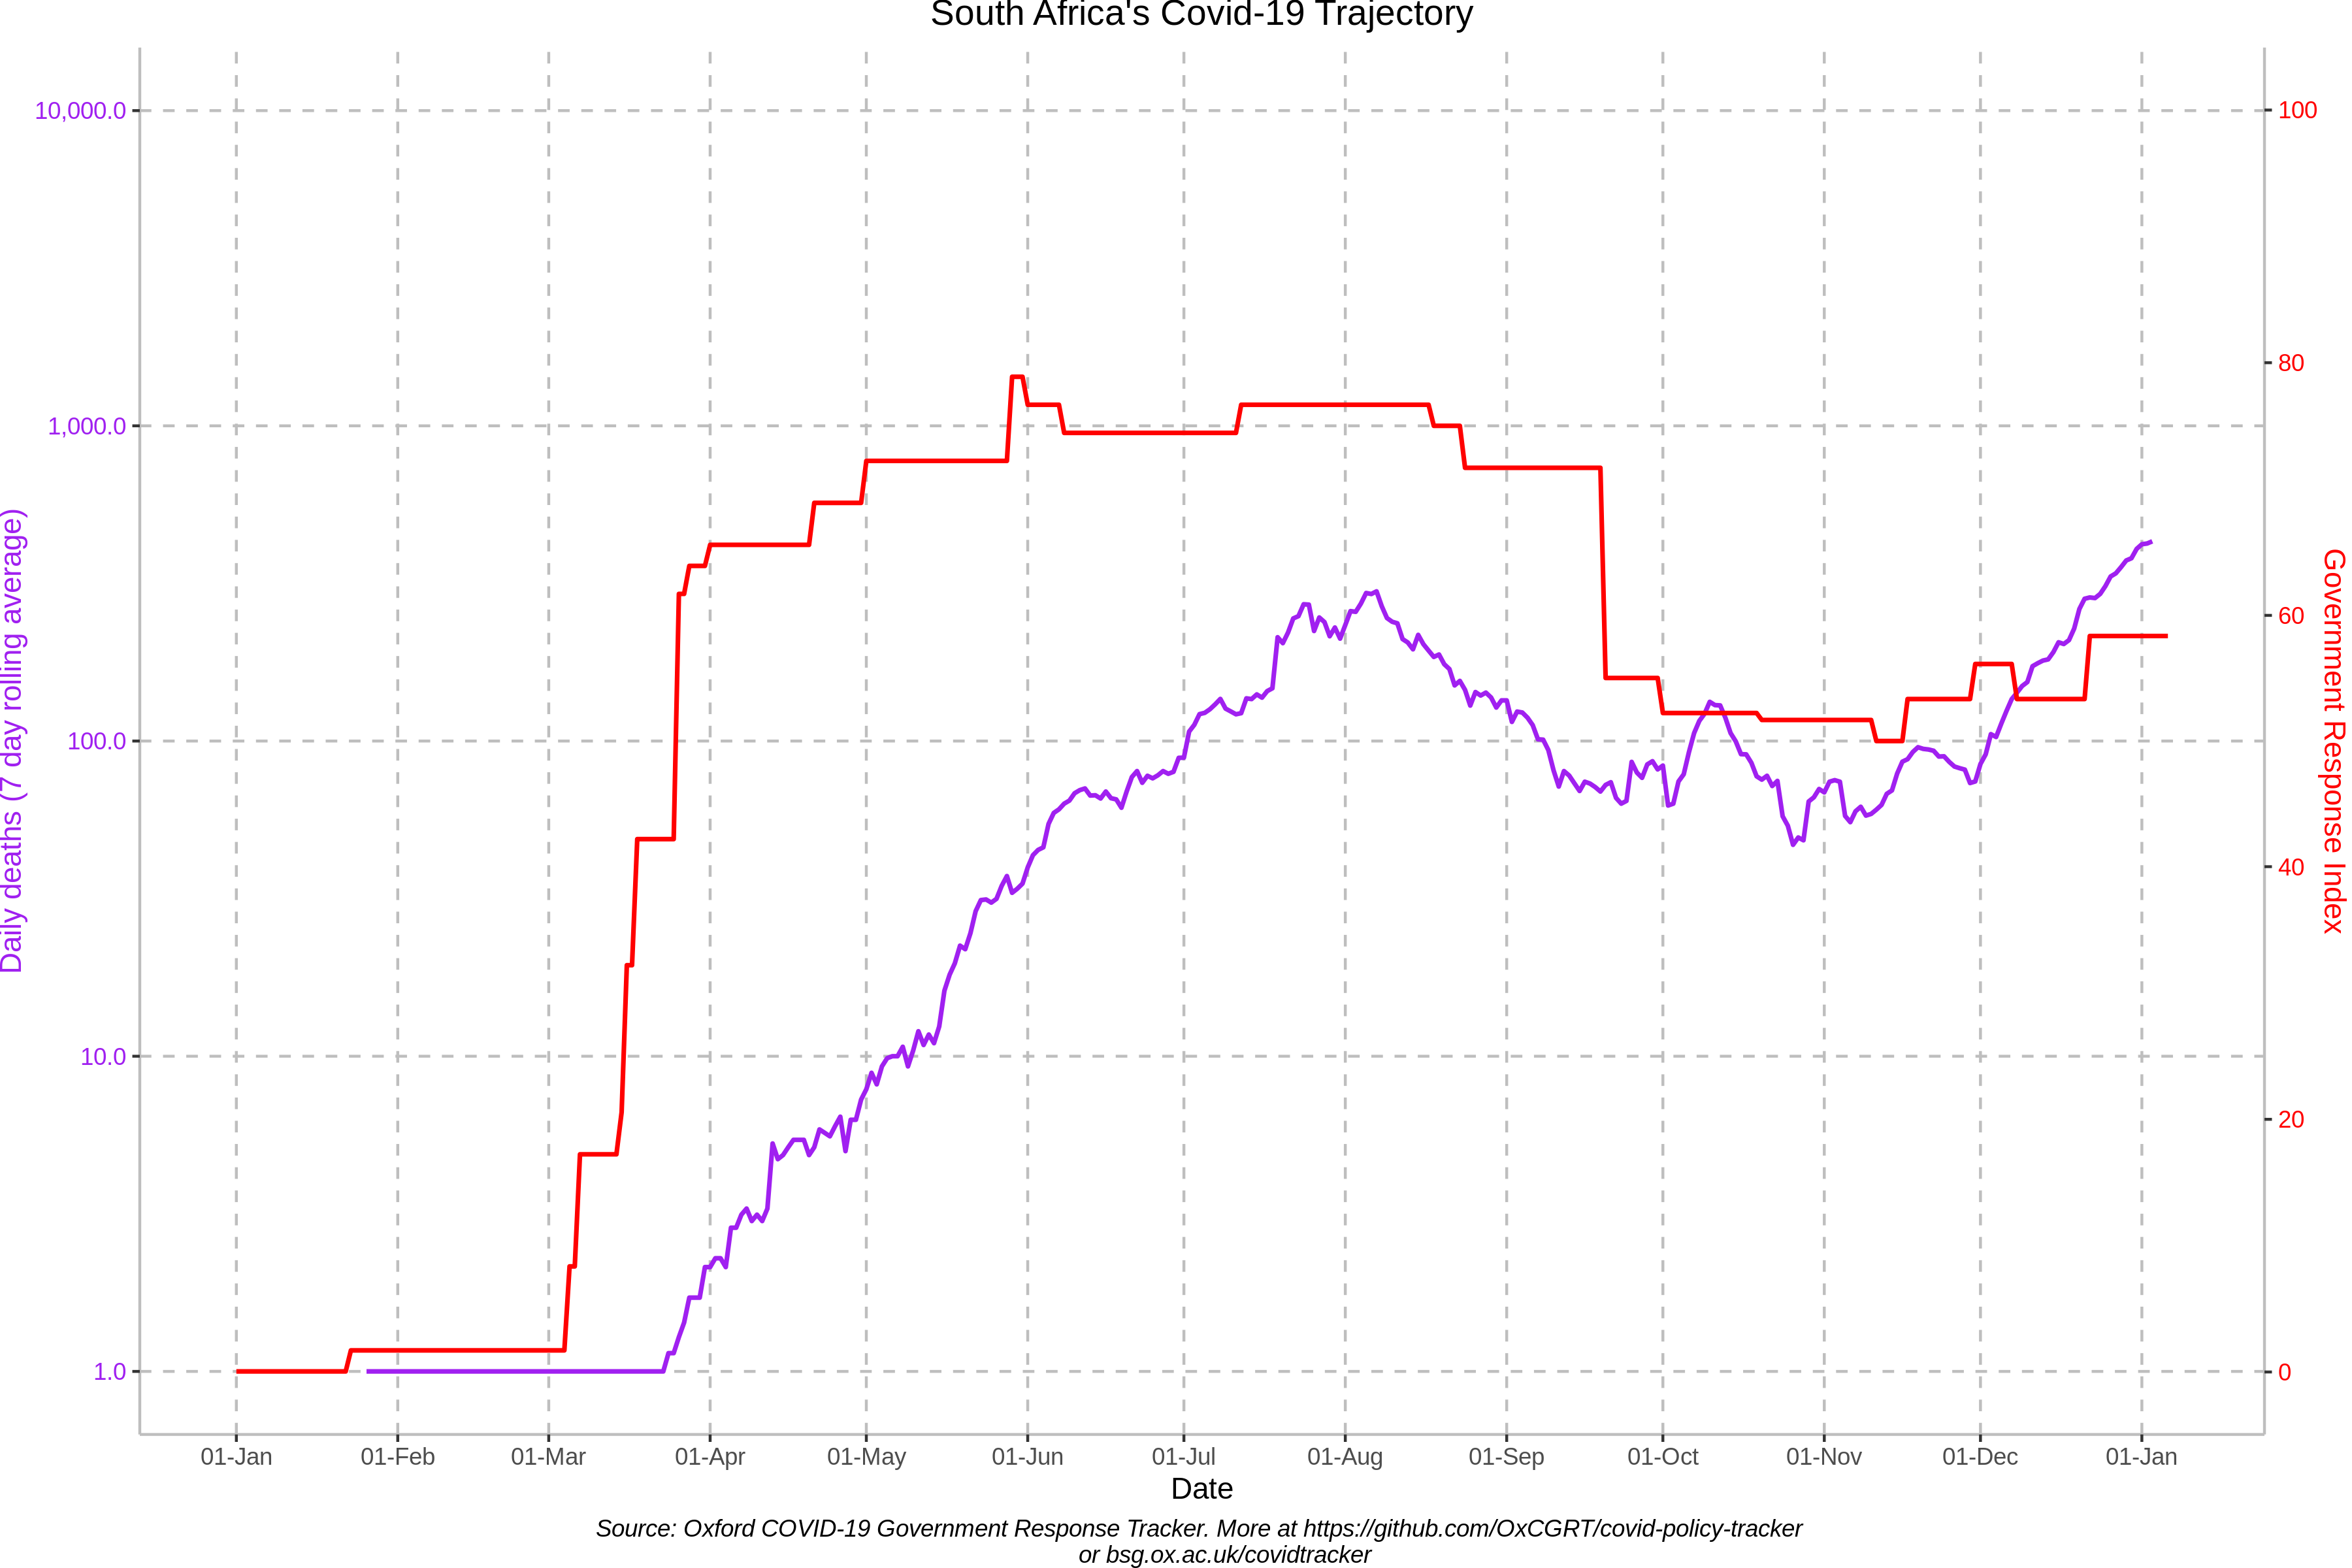 South Africa's Covid-19 Trajectory
10,000.0
1,000.0
100.0
10.0
1.0
Daily deaths (7 day rolling average)
100
80
60
40
20
0
Government Response Index
01-Jan 01-Feb 01-Mar 01-Apr 01-May 01-Jun 01-Jul 01-Aug 01-Sep 01-Oct 01-Nov 01-Dec 01-Jan
Date
Source: Oxford COVID-19 Government Response Tracker. More at https://github.com/OxCGRT/covid-policy-tracker
or bsg.ox.ac.uk/covidtracker